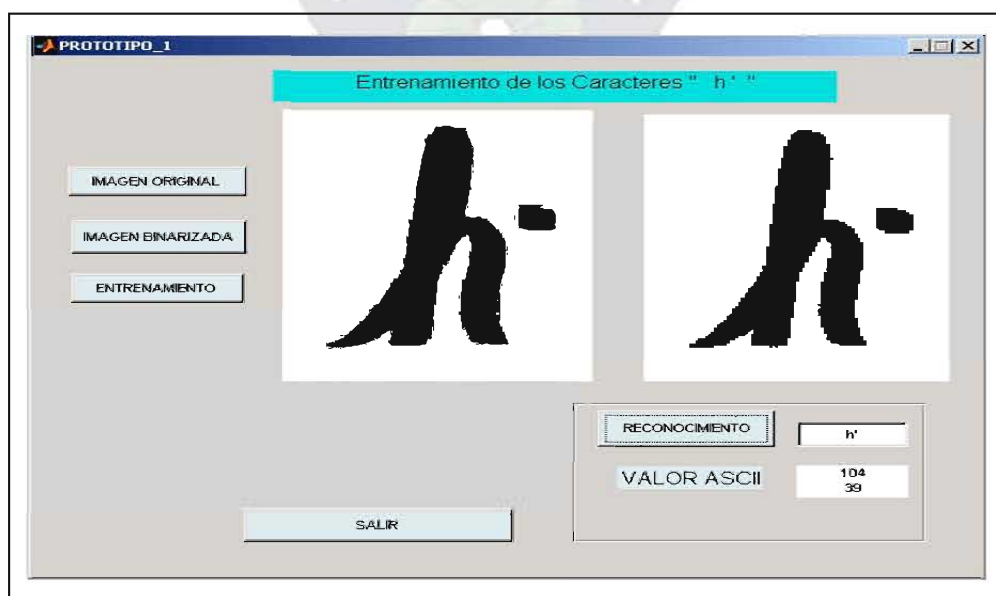 PROTOTIPO_1
Entrenamiento de los Caracteres " h' "
IMAGEN ORIGINAL
IMAGEN BINARIZADA
ENTRENAMIENTO
h'
h'
RECONOCIMIENTO
h'
VALOR ASCII
104
39
SALIR